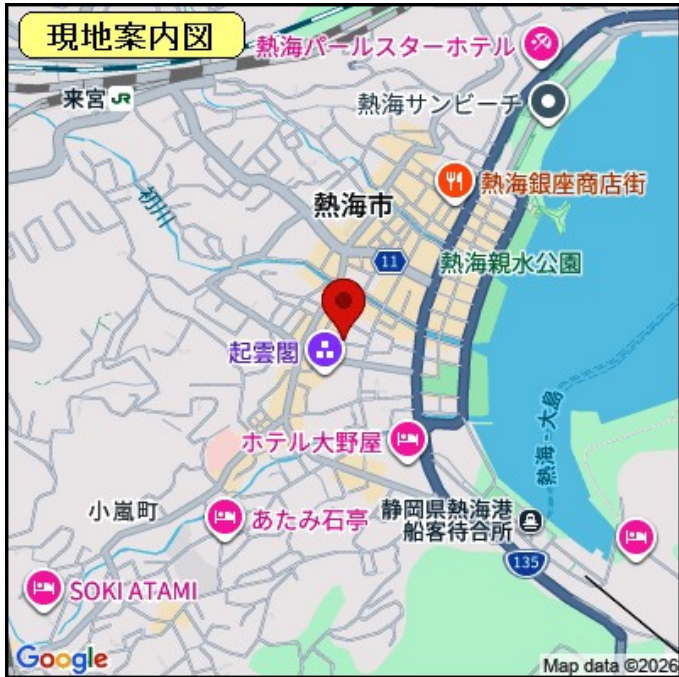 現地案内図
熱海パールスターホテル
来宮 JR
熱海サンビーチ
熱海銀座商店街
初川
熱海市
11
熱海親水公園
起雲閣
ホテル大野屋
熱海-大島
小嵐町
あたみ石亭
静岡県熱海港
船客待合所
135
SOKI ATAMI
Google
Map data ©2026